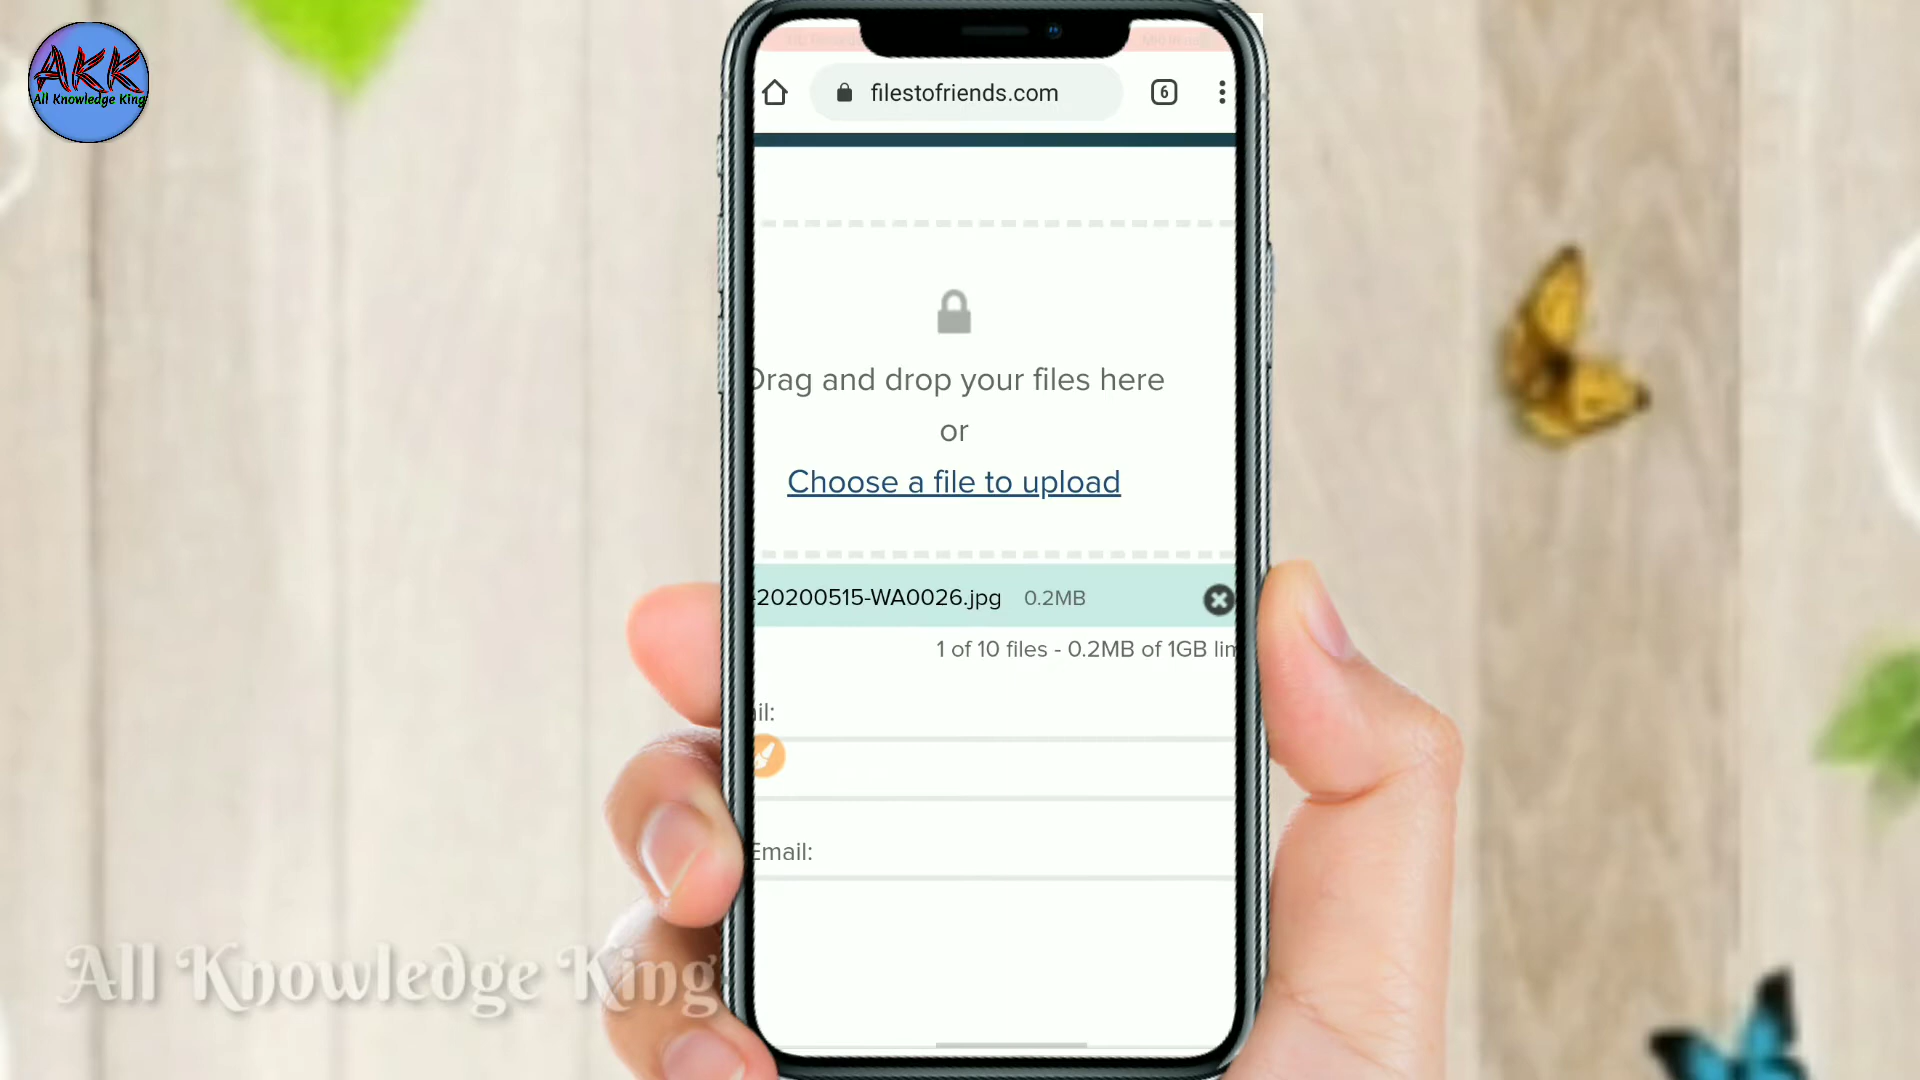 AKK
All Knowledge King
filestofriends.com
6
Drag and drop your files here
or
Choose a file to upload
-20200515-WA0026.jpg 0.2MB
1 of 10 files - 0.2MB of 1GB lim
il:
Email:
All Knowledge King